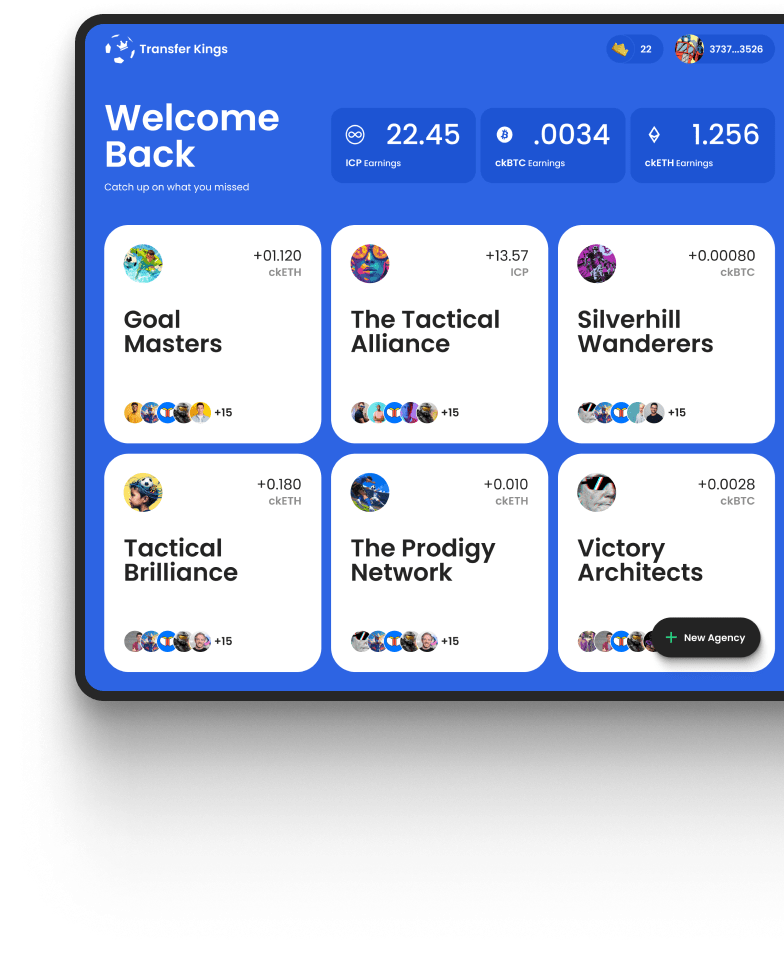 Transfer Kings
22
3737...3526
Welcome
Back
Catch up on what you missed
22.45
ICP Earnings
.0034
ckBTC Earnings
1.256
ckETH Earnings
+01.120
ckETH
Goal
Masters
+15
+13.57
ICP
The Tactical
Alliance
+15
+0.00080
ckBTC
Silverhill
Wanderers
+15
+0.180
ckETH
Tactical
Brilliance
+15
+0.010
ckETH
The Prodigy
Network
+15
+0.0028
ckBTC
Victory
Architects
New Agency